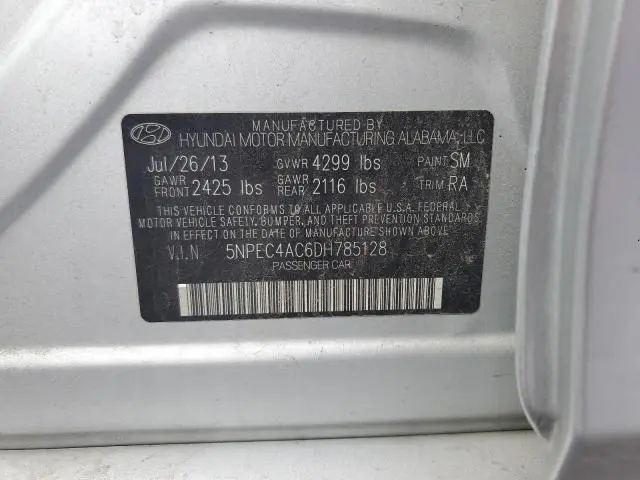 MANUFACTURED BY
HYUNDAI MOTOR MANUFACTURING ALABAMA, LLC
Jul/26/13 GVWR 4299 lbs PAINT SM
GAWR FRONT 2425 lbs GAWR REAR 2116 lbs TRIM RA
THIS VEHICLE CONFORMS TO ALL APPLICABLE U.S.A. FEDERAL
MOTOR VEHICLE SAFETY, BUMPER, AND THEFT PREVENTION STANDARDS
IN EFFECT ON THE DATE OF MANUFACTURE SHOWN ABOVE.
V.I.N 5NPEC4AC6DH785128
PASSENGER CAR